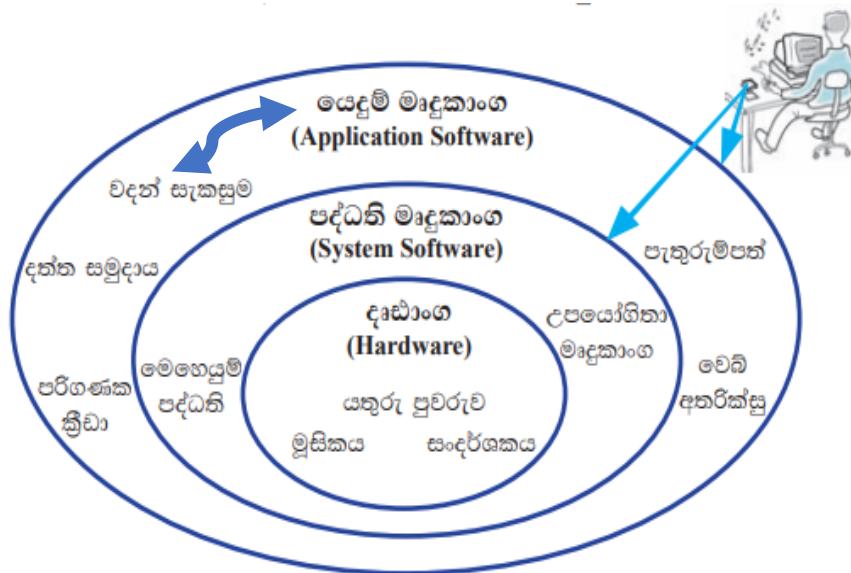 යෙදුම් මෘදුකාංග
(Application Software)
වදන් සැකසුම
පද්ධති මෘදුකාංග
(System Software)
පැතුරුම්පත්
දත්ත සමුදාය
දෘඪාංග
(Hardware)
උපයෝගිතා
මෘදුකාංග
මෙහෙයුම්
පද්ධති
වෙබ්
අතරික්සු
පරිගණක
ක්‍රීඩා
යතුරු පුවරුව
මූසිකය සංදර්ශකය